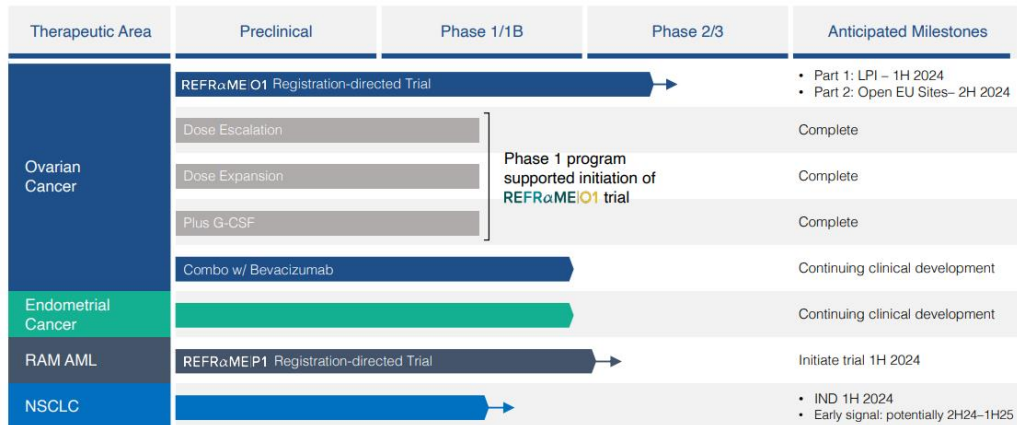 Therapeutic Area
Preclinical
Phase 1/1B
Phase 2/3
Anticipated Milestones
Ovarian
Cancer
REFRαME|O1 Registration-directed Trial
• Part 1: LPI – 1H 2024
• Part 2: Open EU Sites– 2H 2024
Dose Escalation
Complete
Dose Expansion
Complete
Plus G-CSF
Complete
Phase 1 program
supported initiation of
REFRαME|O1 trial
Combo w/ Bevacizumab
Continuing clinical development
Endometrial
Cancer
Continuing clinical development
RAM AML
REFRαME|P1 Registration-directed Trial
Initiate trial 1H 2024
NSCLC
• IND 1H 2024
• Early signal: potentially 2H24–1H25